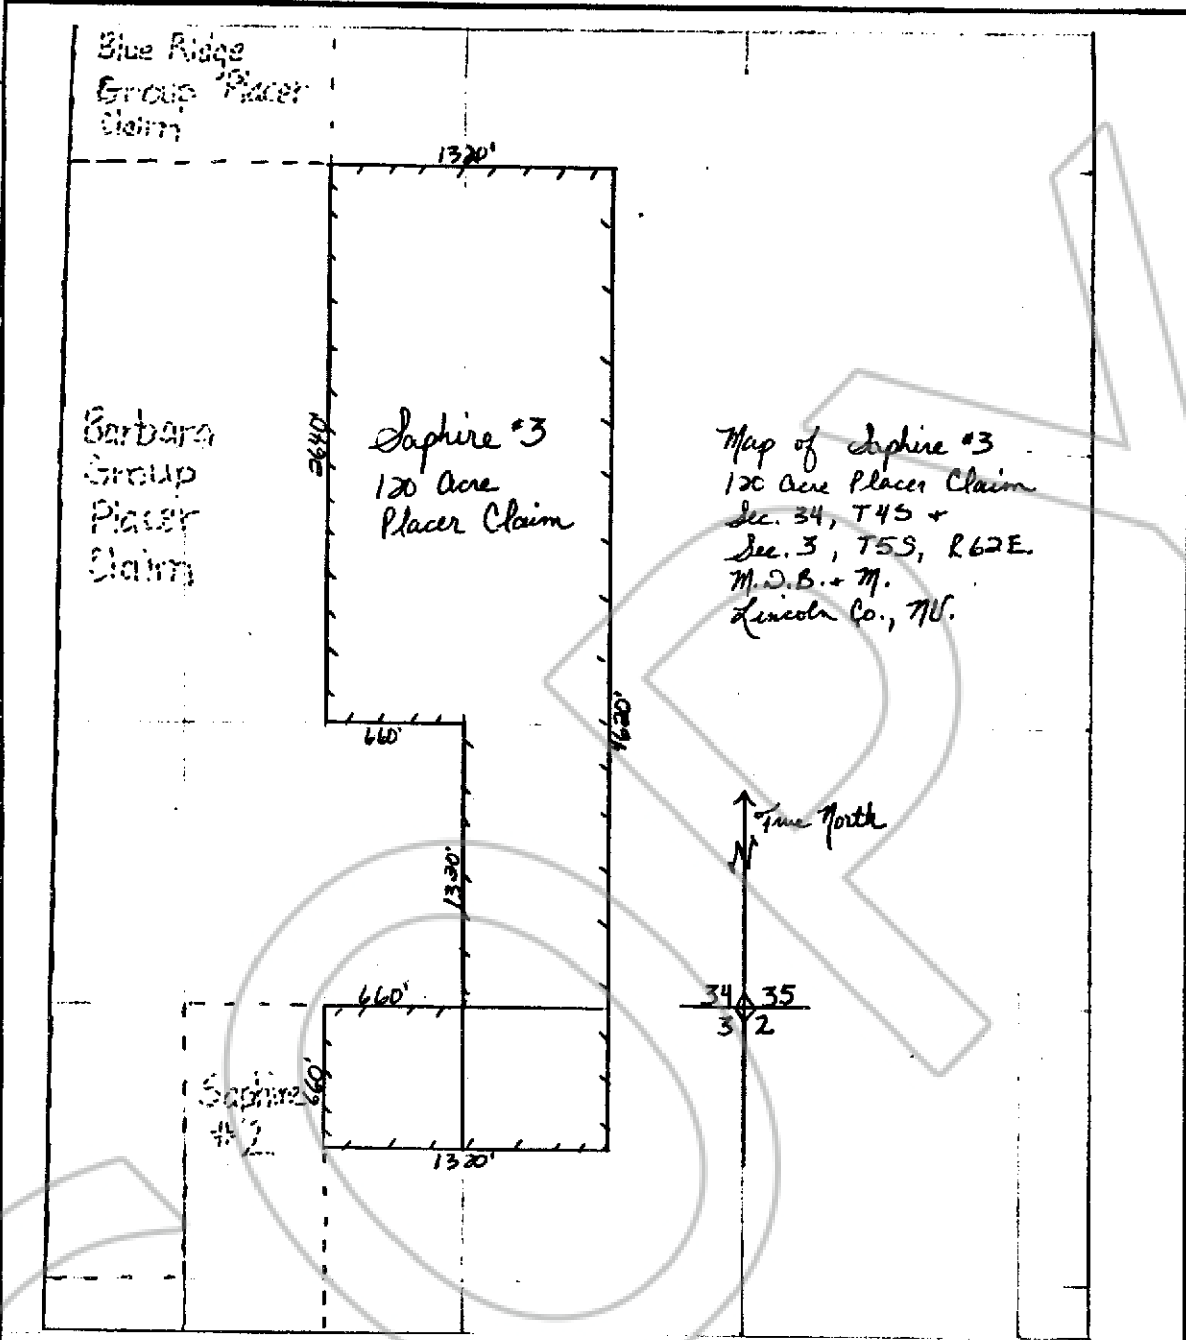 Blue Ridge
Group Placer
Claim
1320'
2640'
Saphire #3
120 Acre
Placer Claim
Barbara
Group
Placer
Claim
Map of Saphire #3
120 Acre Placer Claim
Sec. 34, T4S +
Sec. 3, T5S, R62E.
M.D.B. + M.
Lincoln Co., NV.
660'
4620'
True North
N
1320'
660'
34 35
3 2
660'
Saphire
#2
1320'
COPY